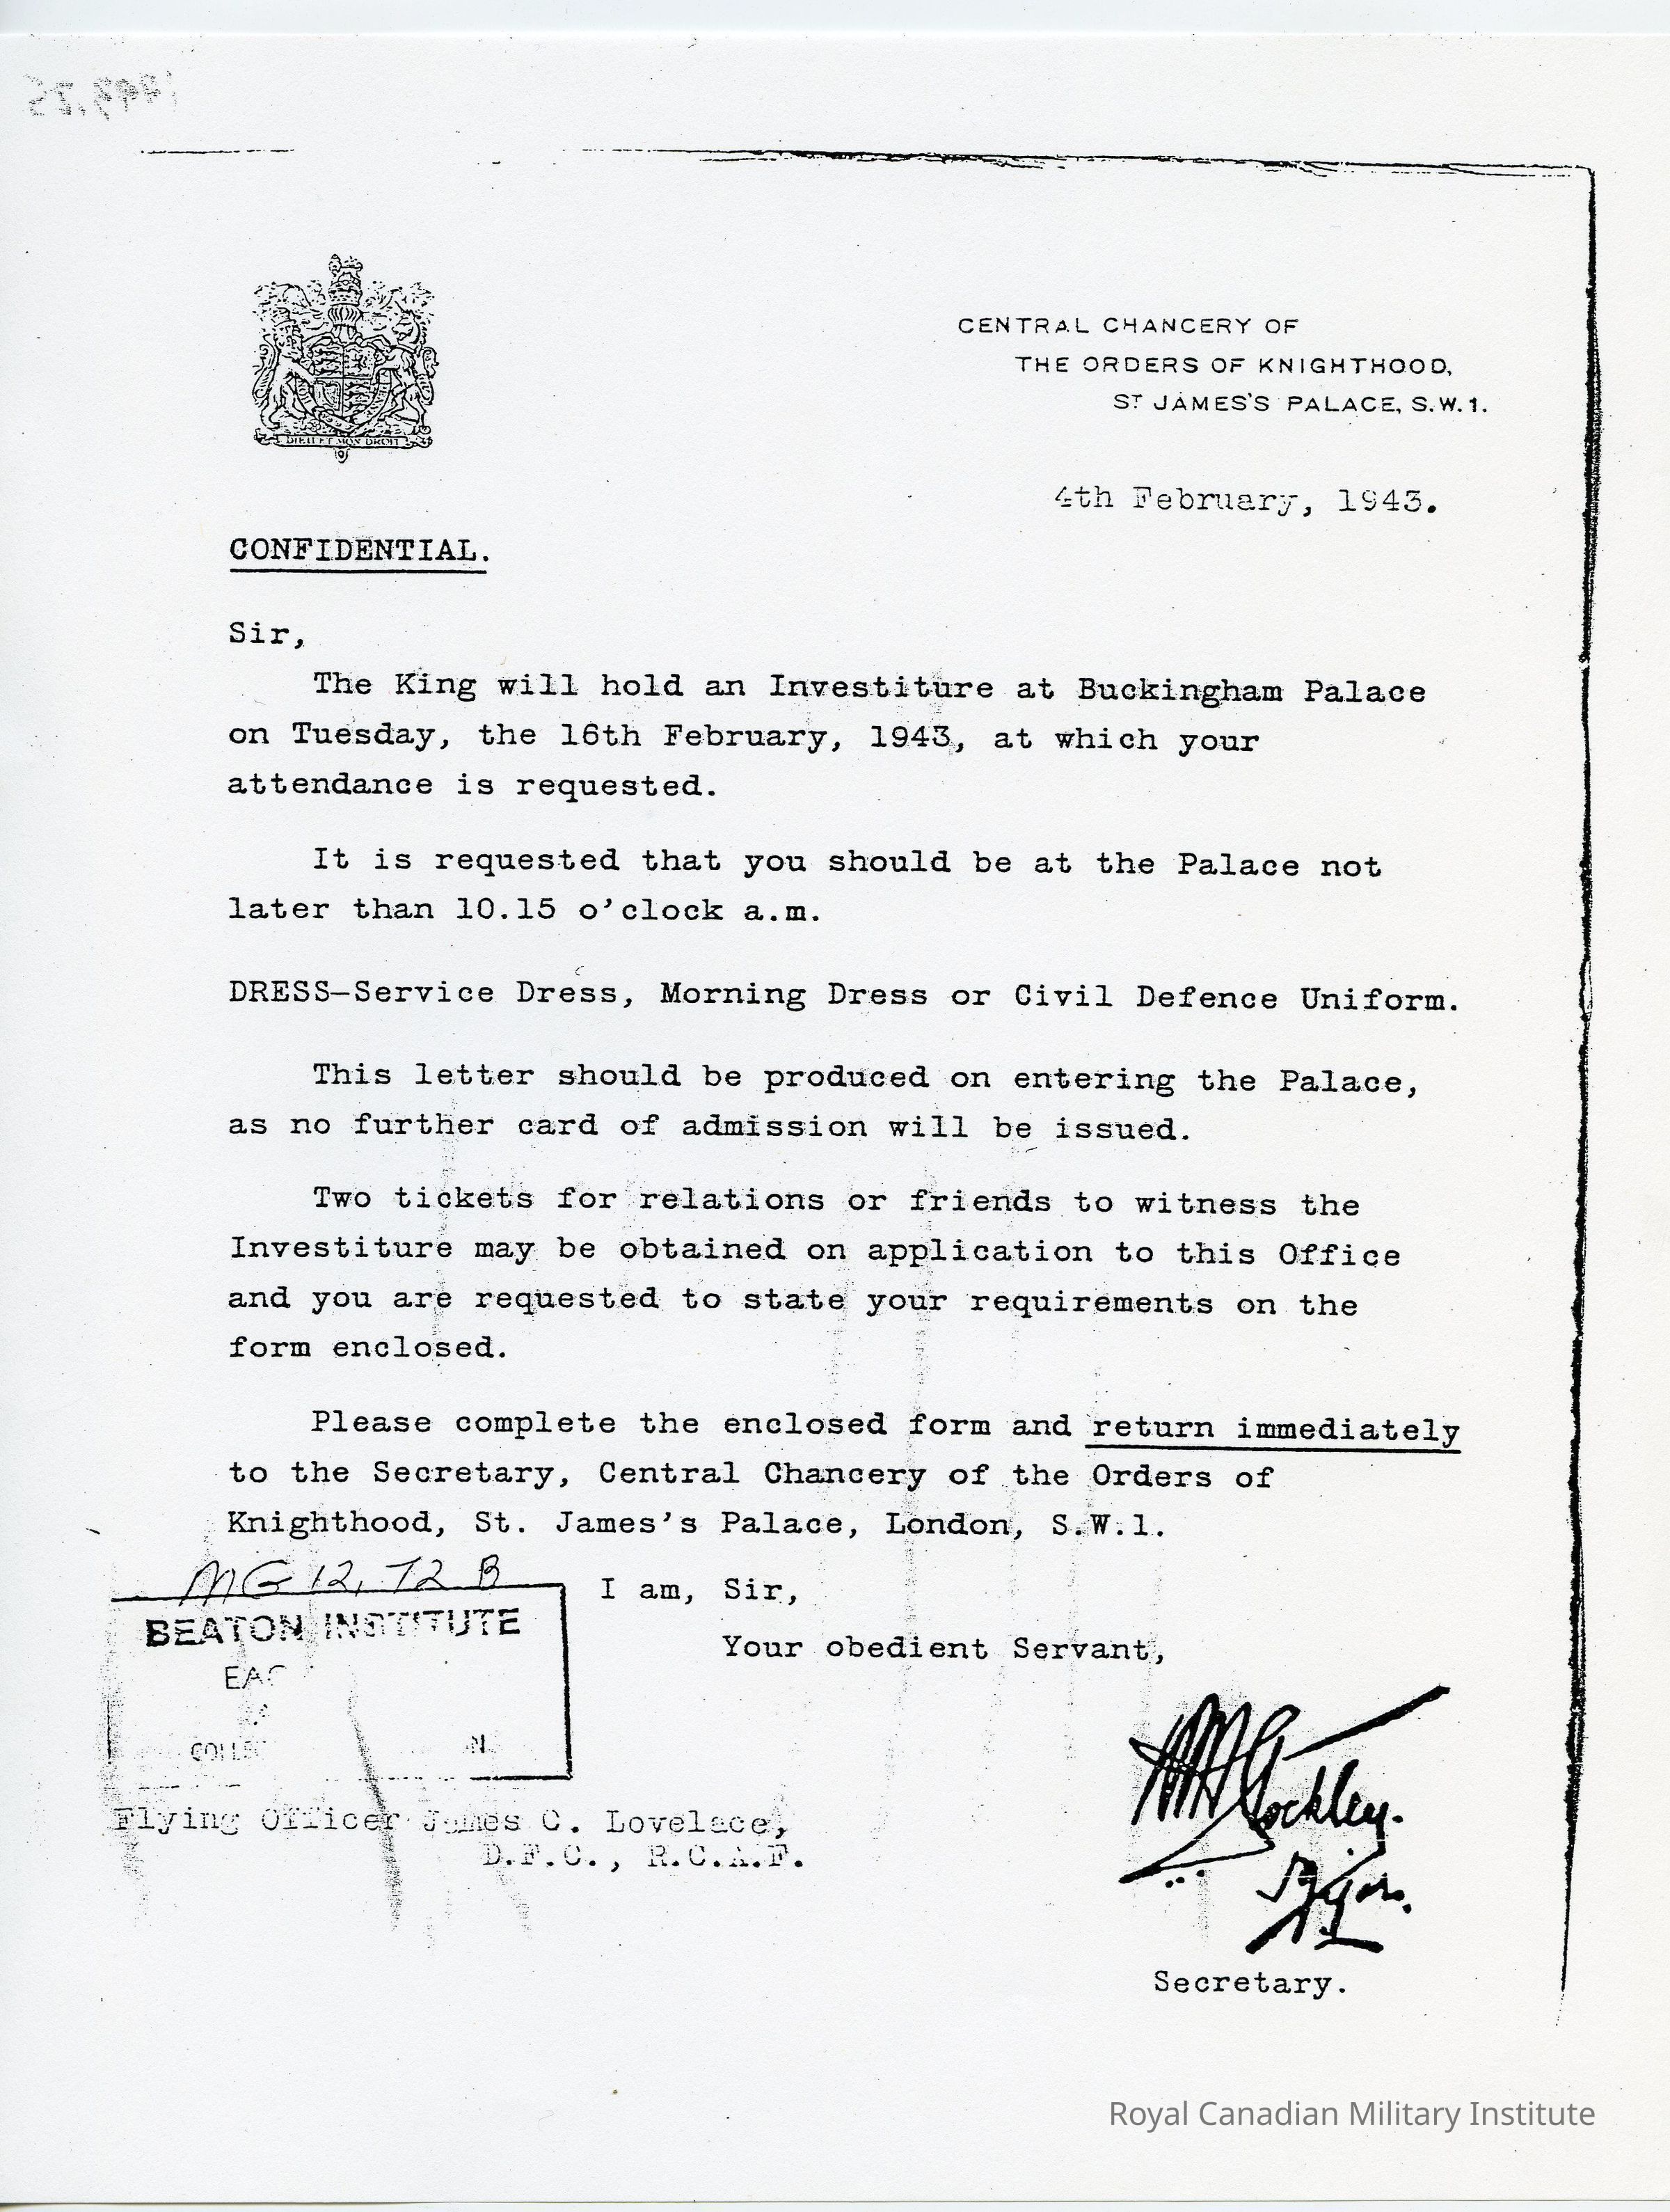 DIEU ET MON DROIT
CENTRAL CHANCERY OF
THE ORDERS OF KNIGHTHOOD,
ST JAMES'S PALACE, S.W.1.
4th February, 1943.
CONFIDENTIAL.
Sir,
The King will hold an Investiture at Buckingham Palace
on Tuesday, the 16th February, 1943, at which your
attendance is requested.
It is requested that you should be at the Palace not
later than 10.15 o'clock a.m.
DRESS—Service Dress, Morning Dress or Civil Defence Uniform.
This letter should be produced on entering the Palace,
as no further card of admission will be issued.
Two tickets for relations or friends to witness the
Investiture may be obtained on application to this Office
and you are requested to state your requirements on the
form enclosed.
Please complete the enclosed form and return immediately
to the Secretary, Central Chancery of the Orders of
Knighthood, St. James's Palace, London, S.W.1.
MG 12, 72 B
BEATON INSTITUTE
I am, Sir,
Your obedient Servant,
Flying Officer James C. Lovelace,
D.F.C., R.C.A.F.
Major.
Secretary.
Royal Canadian Military Institute